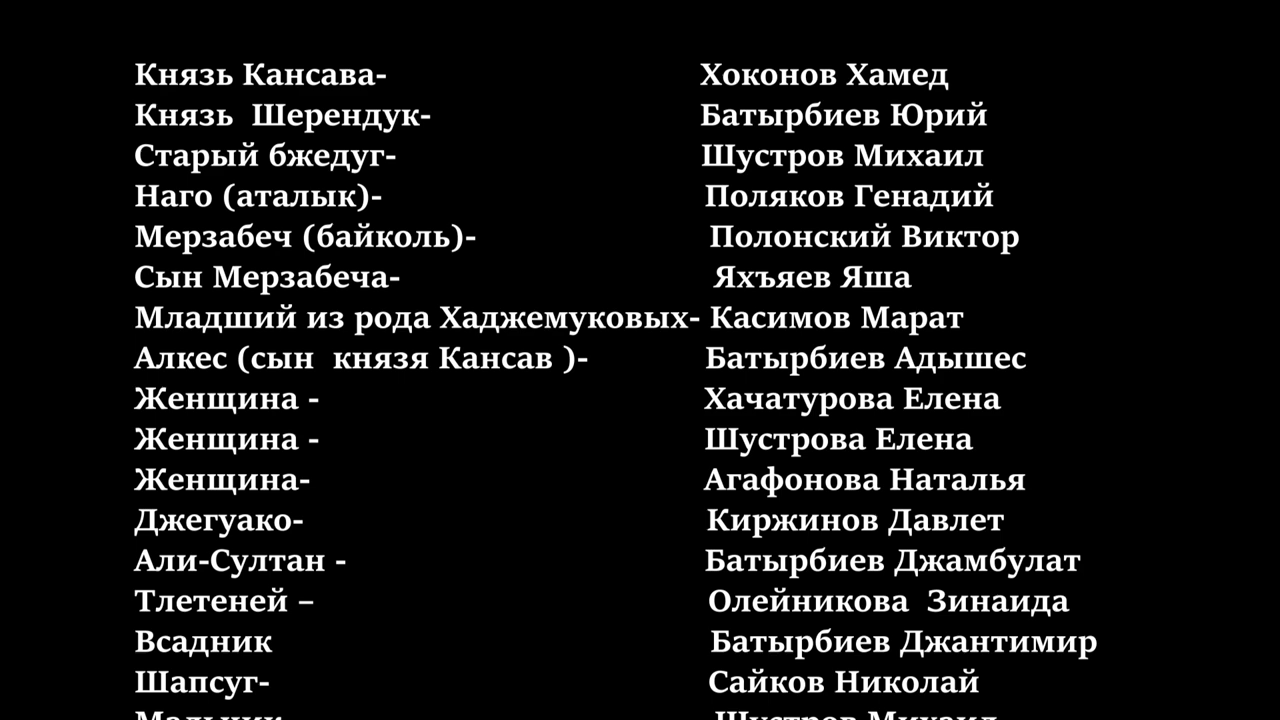 Князь Кансава- Хоконов Хамед
Князь Шерендук- Батырбиев Юрий
Старый бжедуг- Шустров Михаил
Наго (аталык)- Поляков Генадий
Мерзабеч (байколь)- Полонский Виктор
Сын Мерзабеча- Яхъяев Яша
Младший из рода Хаджемуковых- Касимов Марат
Алкес (сын князя Кансав )- Батырбиев Адышес
Женщина - Хачатурова Елена
Женщина - Шустрова Елена
Женщина- Агафонова Наталья
Джегуако- Киржинов Давлет
Али-Султан - Батырбиев Джамбулат
Тлетеней – Олейникова Зинаида
Всадник Батырбиев Джантимир
Шапсуг- Сайков Николай
Мальчик- Шустров Михаил